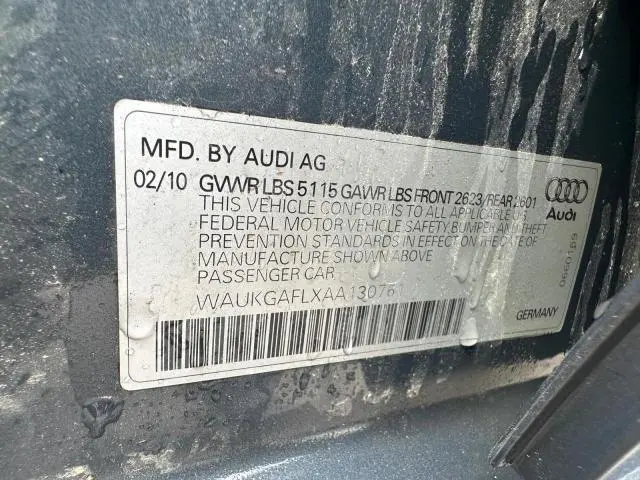 MFD. BY AUDI AG
02/10 GVWR LBS 5115 GAWR LBS FRONT 2623/REAR 2601
THIS VEHICLE CONFORMS TO ALL APPLICABLE US
FEDERAL MOTOR VEHICLE SAFETY, BUMPER AND THEFT
PREVENTION STANDARDS IN EFFECT ON THE DATE OF
MANUFACTURE SHOWN ABOVE
PASSENGER CAR
WAUKGAFLXAA13076
Audi
0660159
GERMANY